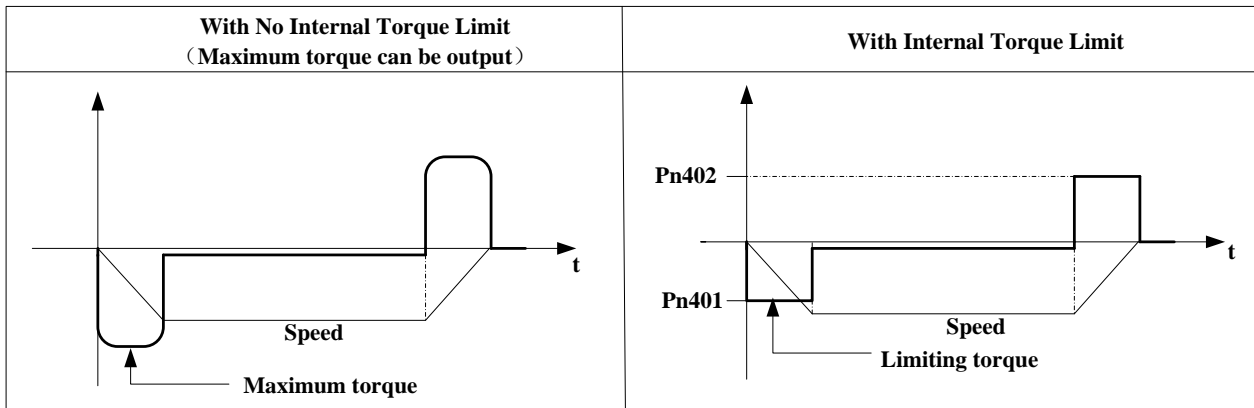 With No Internal Torque Limit
（Maximum torque can be output）
With Internal Torque Limit
t
Speed
Maximum torque
Pn402
t
Pn401
Speed
Limiting torque